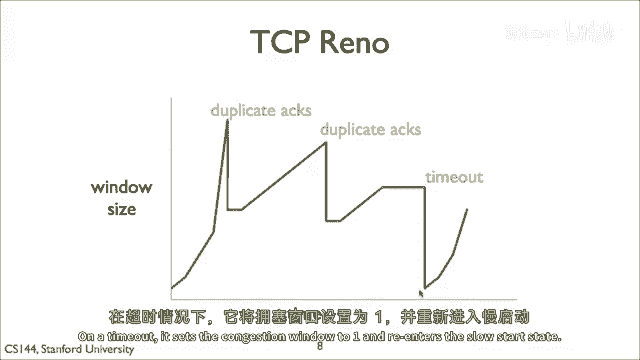 TCP Reno
duplicate acks
duplicate acks
timeout
window
size
在超时情况下，它将拥塞窗口设置为 1，并重新进入慢启动
On a timeout, it sets the congestion window to 1 and re-enters the slow start state.
CS144, Stanford University
8